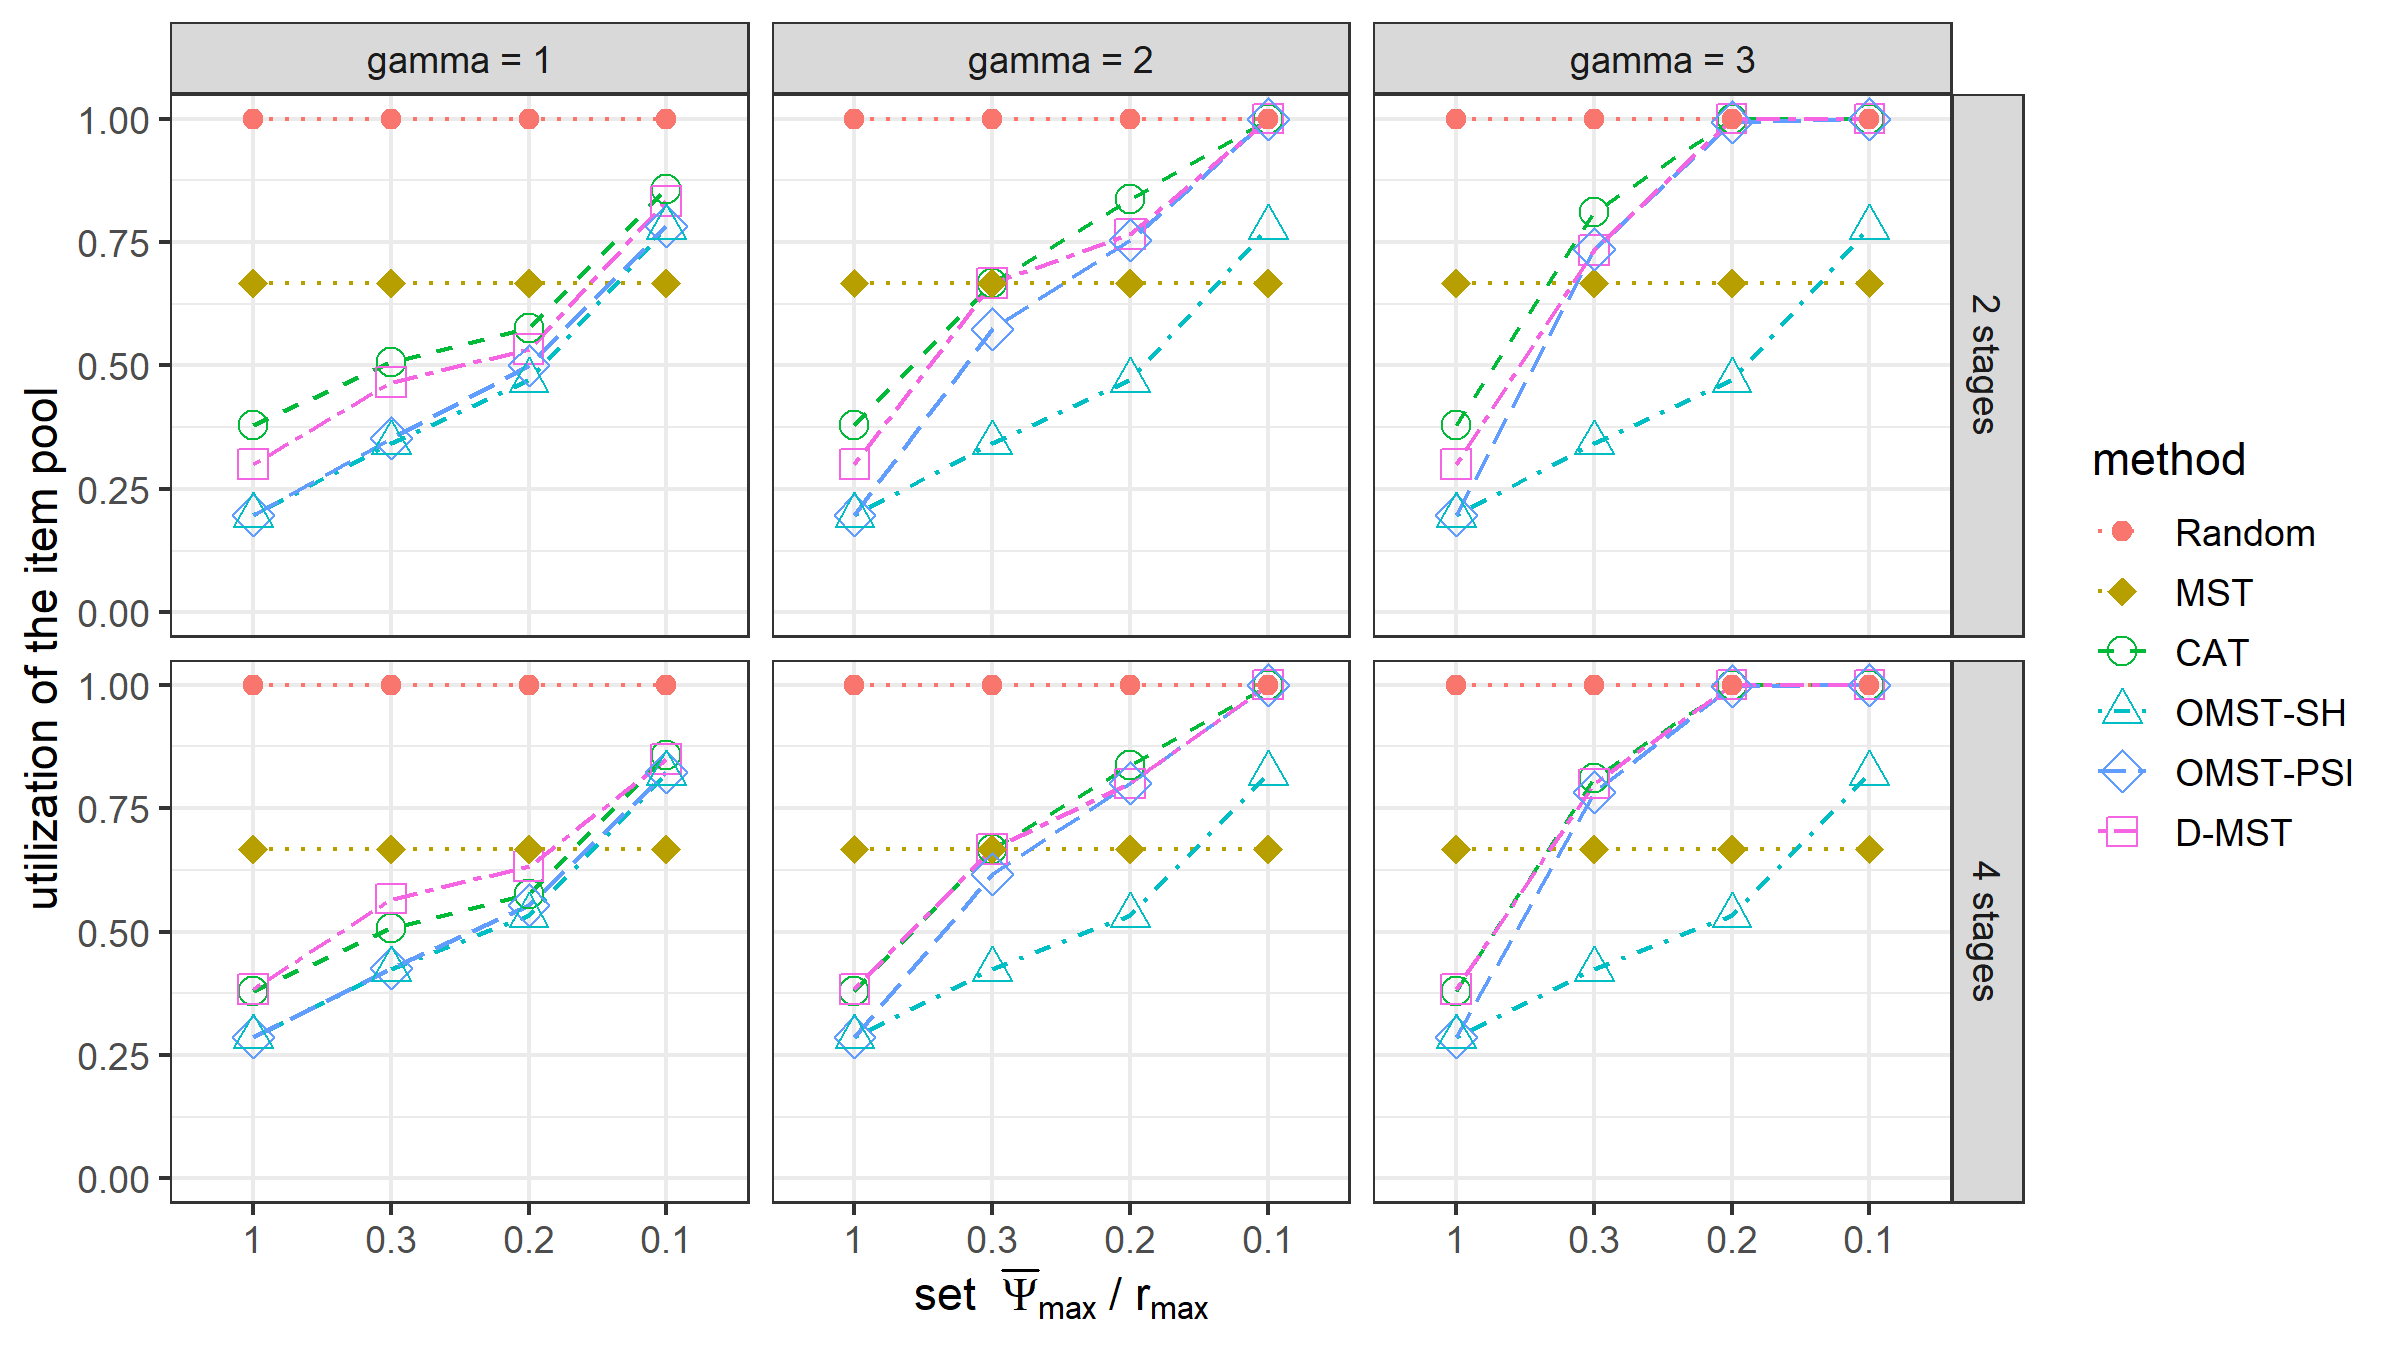 gamma = 1
gamma = 2
gamma = 3
1.00
0.75
0.50
0.25
0.00
2 stages
1.00
0.75
0.50
0.25
0.00
4 stages
utilization of the item pool
1 0.3 0.2 0.1
1 0.3 0.2 0.1
1 0.3 0.2 0.1
set Ψ̅max / rmax
method
Random
MST
CAT
OMST-SH
OMST-PSI
D-MST